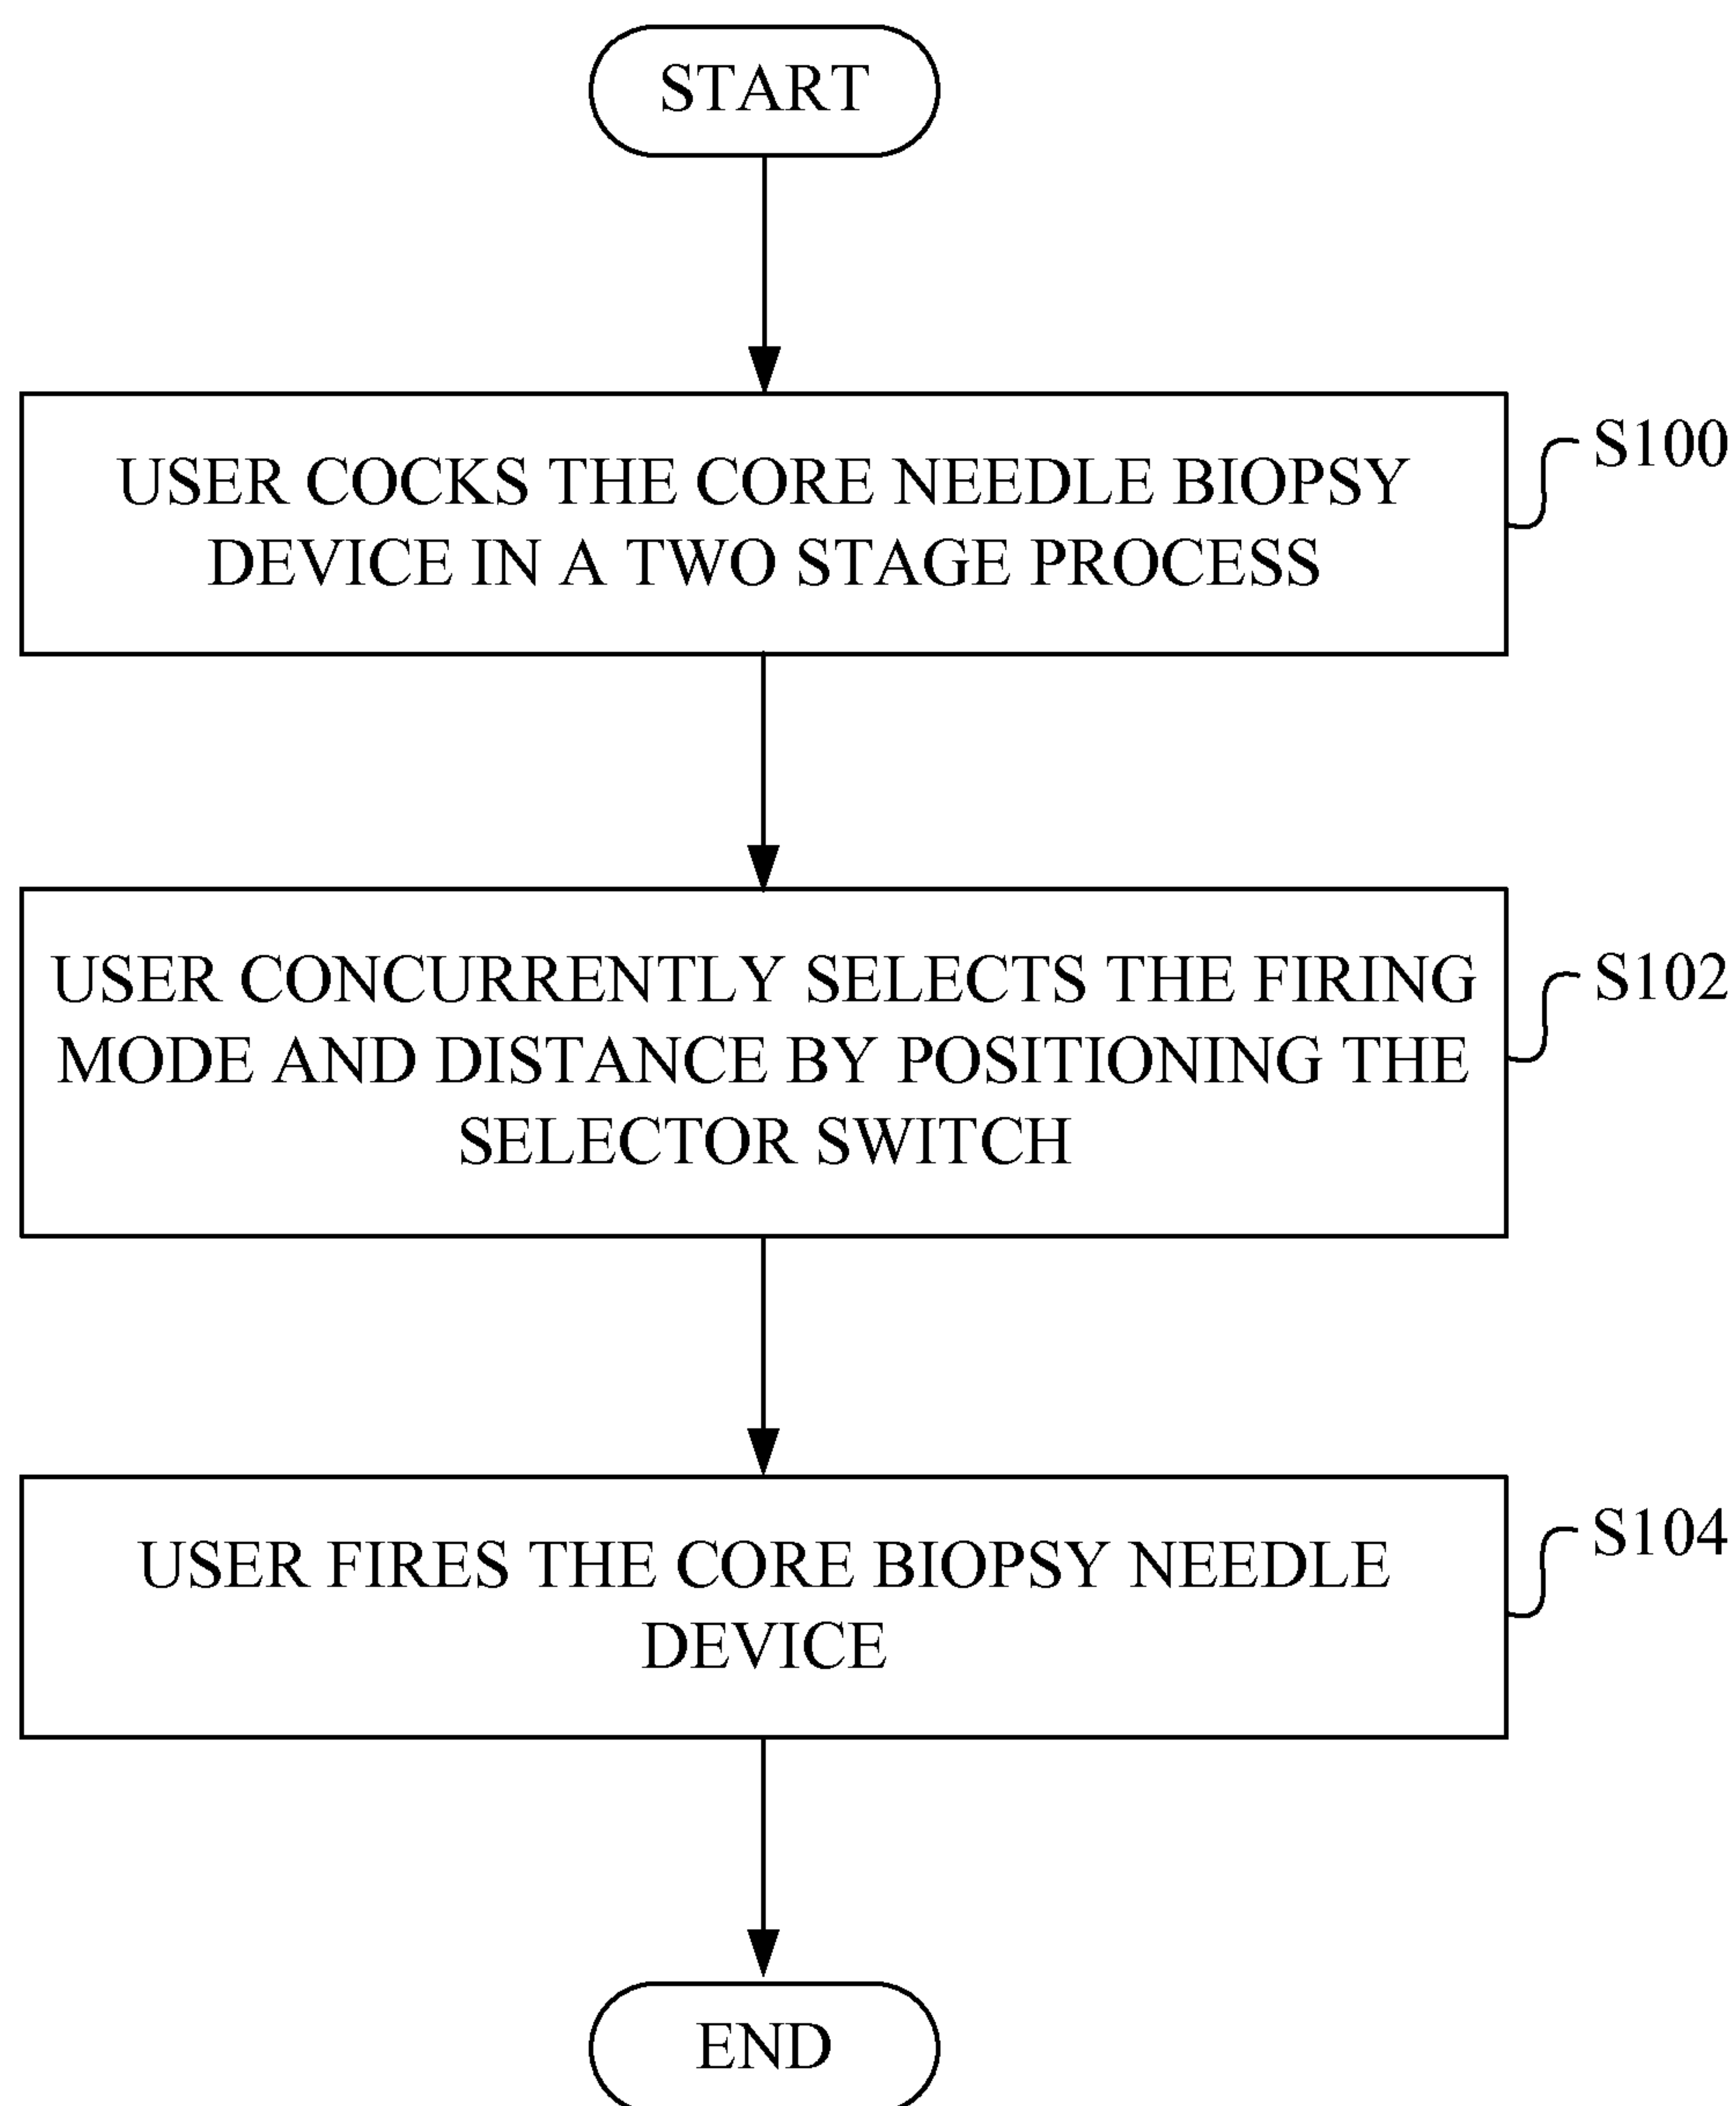 START
USER COCKS THE CORE NEEDLE BIOPSY
DEVICE IN A TWO STAGE PROCESS
S100
USER CONCURRENTLY SELECTS THE FIRING
MODE AND DISTANCE BY POSITIONING THE
SELECTOR SWITCH
S102
USER FIRES THE CORE BIOPSY NEEDLE
DEVICE
S104
END